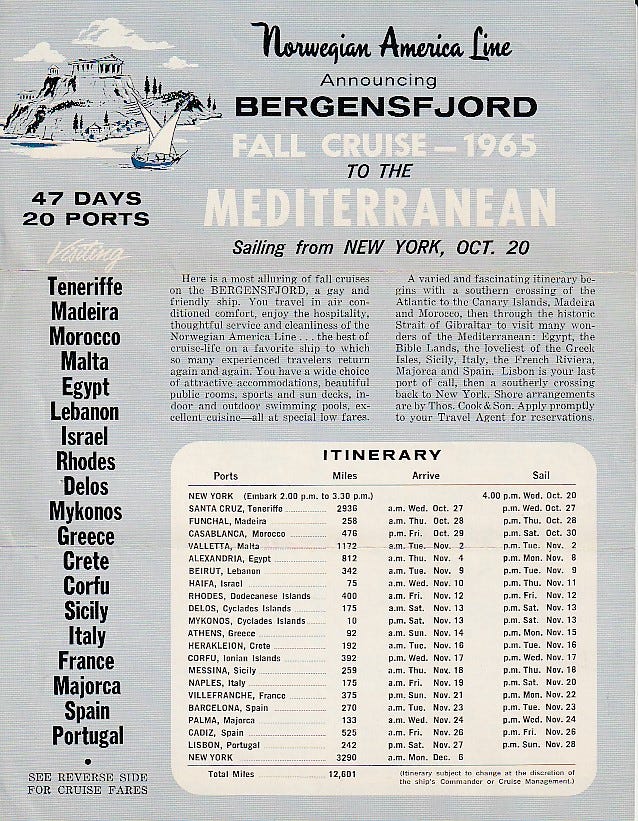 Norwegian America Line
Announcing
BERGENSFJORD
FALL CRUISE – 1965
TO THE
MEDITERRANEAN
Sailing from NEW YORK, OCT. 20
47 DAYS
20 PORTS
Visiting
Teneriffe
Madeira
Morocco
Malta
Egypt
Lebanon
Israel
Rhodes
Delos
Mykonos
Greece
Crete
Corfu
Sicily
Italy
France
Majorca
Spain
Portugal
•
SEE REVERSE SIDE
FOR CRUISE FARES
Here is a most alluring of fall cruises
on the BERGENSFJORD, a gay and
friendly ship. You travel in air con-
ditioned comfort, enjoy the hospitality,
thoughtful service and cleanliness of the
Norwegian America Line . . . the best of
cruise-life on a favorite ship to which
so many experienced travelers return
again and again. You have a wide choice
of attractive accommodations, beautiful
public rooms, sports and sun decks, in-
door and outdoor swimming pools, ex-
cellent cuisine—all at special low fares.
A varied and fascinating itinerary be-
gins with a southern crossing of the
Atlantic to the Canary Islands, Madeira
and Morocco, then through the historic
Strait of Gibraltar to visit many won-
ders of the Mediterranean: Egypt, the
Bible Lands, the loveliest of the Greek
Isles, Sicily, Italy, the French Riviera,
Majorca and Spain. Lisbon is your last
port of call, then a southerly crossing
back to New York. Shore arrangements
are by Thos. Cook & Son. Apply promptly
to your Travel Agent for reservations.
ITINERARY
Ports Miles Arrive Sail
NEW YORK (Embark 2.00 p.m. to 3.30 p.m.) 4.00 p.m. Wed. Oct. 20
SANTA CRUZ, Teneriffe 2936 a.m. Wed. Oct. 27 p.m. Wed. Oct. 27
FUNCHAL, Madeira 258 a.m. Thu. Oct. 28 p.m. Thu. Oct. 28
CASABLANCA, Morocco 476 p.m. Fri. Oct. 29 p.m. Sat. Oct. 30
VALLETTA, Malta 1172 a.m. Tue. Nov. 2 p.m. Tue. Nov. 2
ALEXANDRIA, Egypt 812 a.m. Thu. Nov. 4 p.m. Mon. Nov. 8
BEIRUT, Lebanon 342 a.m. Tue. Nov. 9 p.m. Tue. Nov. 9
HAIFA, Israel 75 a.m. Wed. Nov. 10 p.m. Thu. Nov. 11
RHODES, Dodecanese Islands 400 a.m. Fri. Nov. 12 p.m. Fri. Nov. 12
DELOS, Cyclades Islands 175 a.m. Sat. Nov. 13 p.m. Sat. Nov. 13
MYKONOS, Cyclades Islands 10 p.m. Sat. Nov. 13 p.m. Sat. Nov. 13
ATHENS, Greece 92 a.m. Sun. Nov. 14 p.m. Mon. Nov. 15
HERAKLEION, Crete 192 a.m. Tue. Nov. 16 p.m. Tue. Nov. 16
CORFU, Ionian Islands 392 p.m. Wed. Nov. 17 p.m. Wed. Nov. 17
MESSINA, Sicily 259 a.m. Thu. Nov. 18 p.m. Thu. Nov. 18
NAPLES, Italy 175 a.m. Fri. Nov. 19 p.m. Sat. Nov. 20
VILLEFRANCHE, France 375 p.m. Sun. Nov. 21 p.m. Mon. Nov. 22
BARCELONA, Spain 270 a.m. Tue. Nov. 23 p.m. Tue. Nov. 23
PALMA, Majorca 133 a.m. Wed. Nov. 24 p.m. Wed. Nov. 24
CADIZ, Spain 525 a.m. Fri. Nov. 26 p.m. Fri. Nov. 26
LISBON, Portugal 242 p.m. Sat. Nov. 27 p.m. Sun. Nov. 28
NEW YORK 3290 a.m. Mon. Dec. 6
Total Miles 12,601 (Itinerary subject to change at the discretion of
the ship's Commander or Cruise Management.)